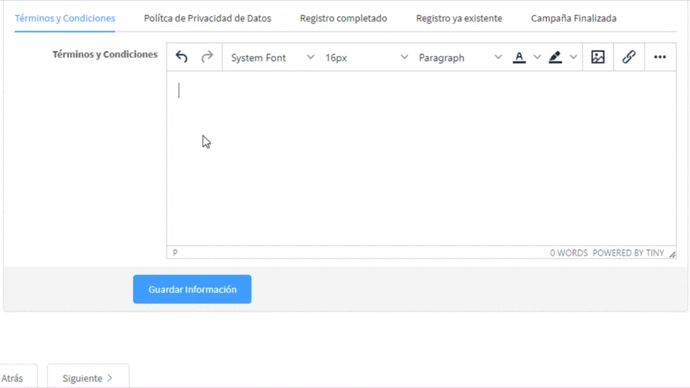 Términos y Condiciones Polítca de Privacidad de Datos Registro completado Registro ya existente Campaña Finalizada
Términos y Condiciones System Font 16px Paragraph A
P 0 WORDS POWERED BY TINY
Guardar Información
Atrás Siguiente